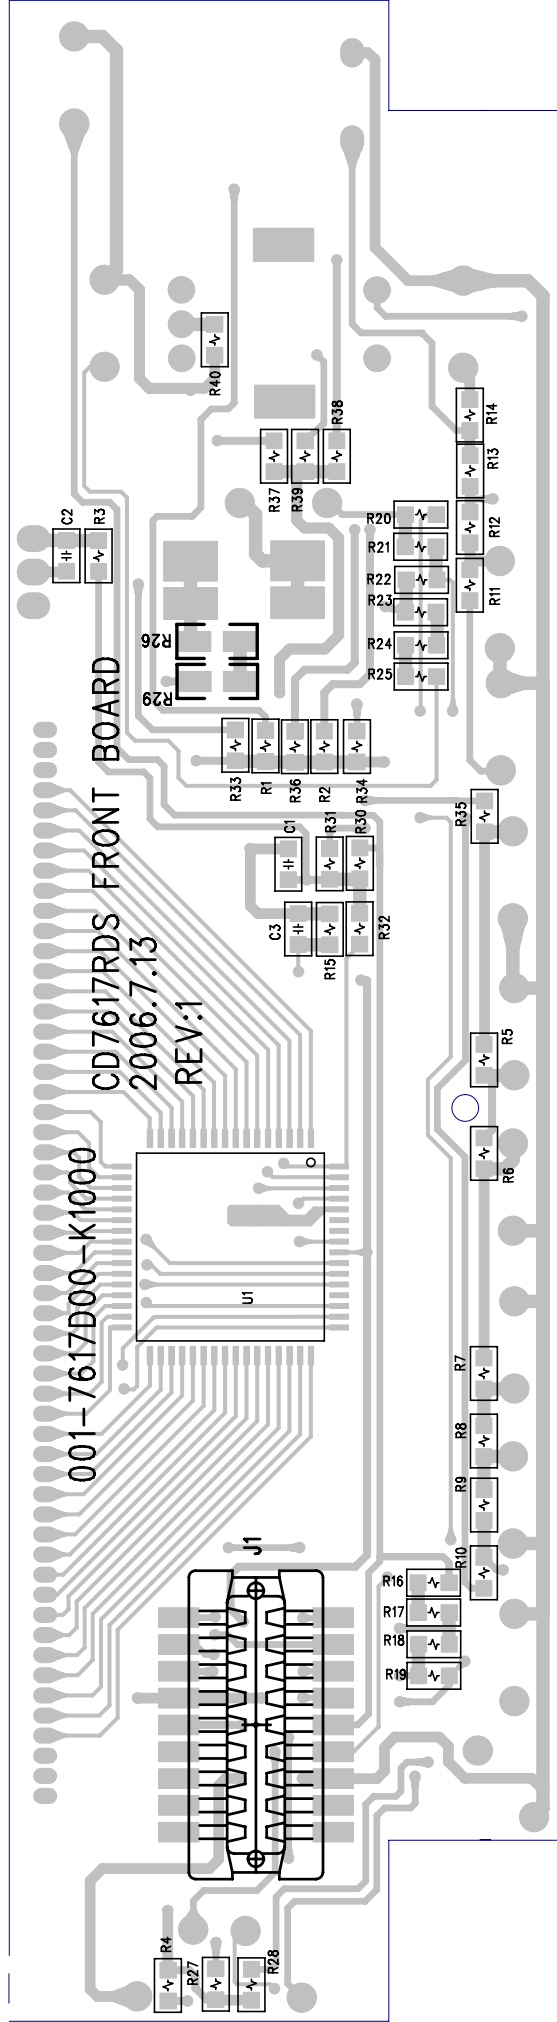 R40
R38
R37
R39
R14
R13
R12
R11
R20
R21
R22
R23
R24
R25
C2
R3
R26
R29
R33
R1
R36
R2
R34
C1
R31
R30
C3
R15
R32
R35
CD7617RDS FRONT BOARD
2006.7.13
REV:1
001-7617D00-K1000
U1
R5
R6
R7
R8
R9
R10
R16
R17
R18
R19
J1
R4
R27
R28